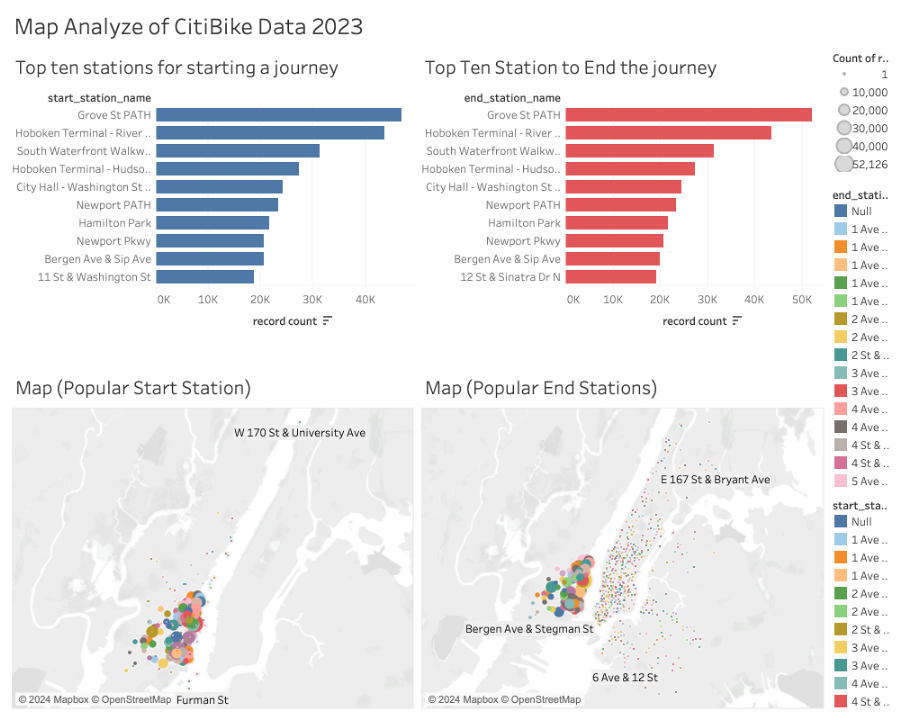 Map Analyze of CitiBike Data 2023
Top ten stations for starting a journey
start_station_name
Grove St PATH
Hoboken Terminal - River ..
South Waterfront Walkw..
Hoboken Terminal - Hudso..
City Hall - Washington St ..
Newport PATH
Hamilton Park
Newport Pkwy
Bergen Ave & Sip Ave
11 St & Washington St
0K 10K 20K 30K 40K
record count
Top Ten Station to End the journey
end_station_name
Grove St PATH
Hoboken Terminal - River ..
South Waterfront Walkw..
Hoboken Terminal - Hudso..
City Hall - Washington St ..
Newport PATH
Hamilton Park
Newport Pkwy
Bergen Ave & Sip Ave
12 St & Sinatra Dr N
0K 10K 20K 30K 40K 50K
record count
Map (Popular Start Station)
W 170 St & University Ave
© 2024 Mapbox © OpenStreetMap
Furman St
Map (Popular End Stations)
E 167 St & Bryant Ave
Bergen Ave & Stegman St
6 Ave & 12 St
© 2024 Mapbox © OpenStreetMap
Count of r..
1
10,000
20,000
30,000
40,000
52,126
end_stati..
Null
1 Ave ..
1 Ave ..
1 Ave ..
1 Ave ..
1 Ave ..
2 Ave ..
2 Ave ..
2 St & ..
3 Ave ..
3 Ave ..
4 Ave ..
4 Ave ..
4 St & ..
4 St & ..
5 Ave ..
start_sta..
Null
1 Ave ..
1 Ave ..
1 Ave ..
2 Ave ..
2 Ave ..
2 St & ..
3 Ave ..
3 Ave ..
4 Ave ..
4 St & ..